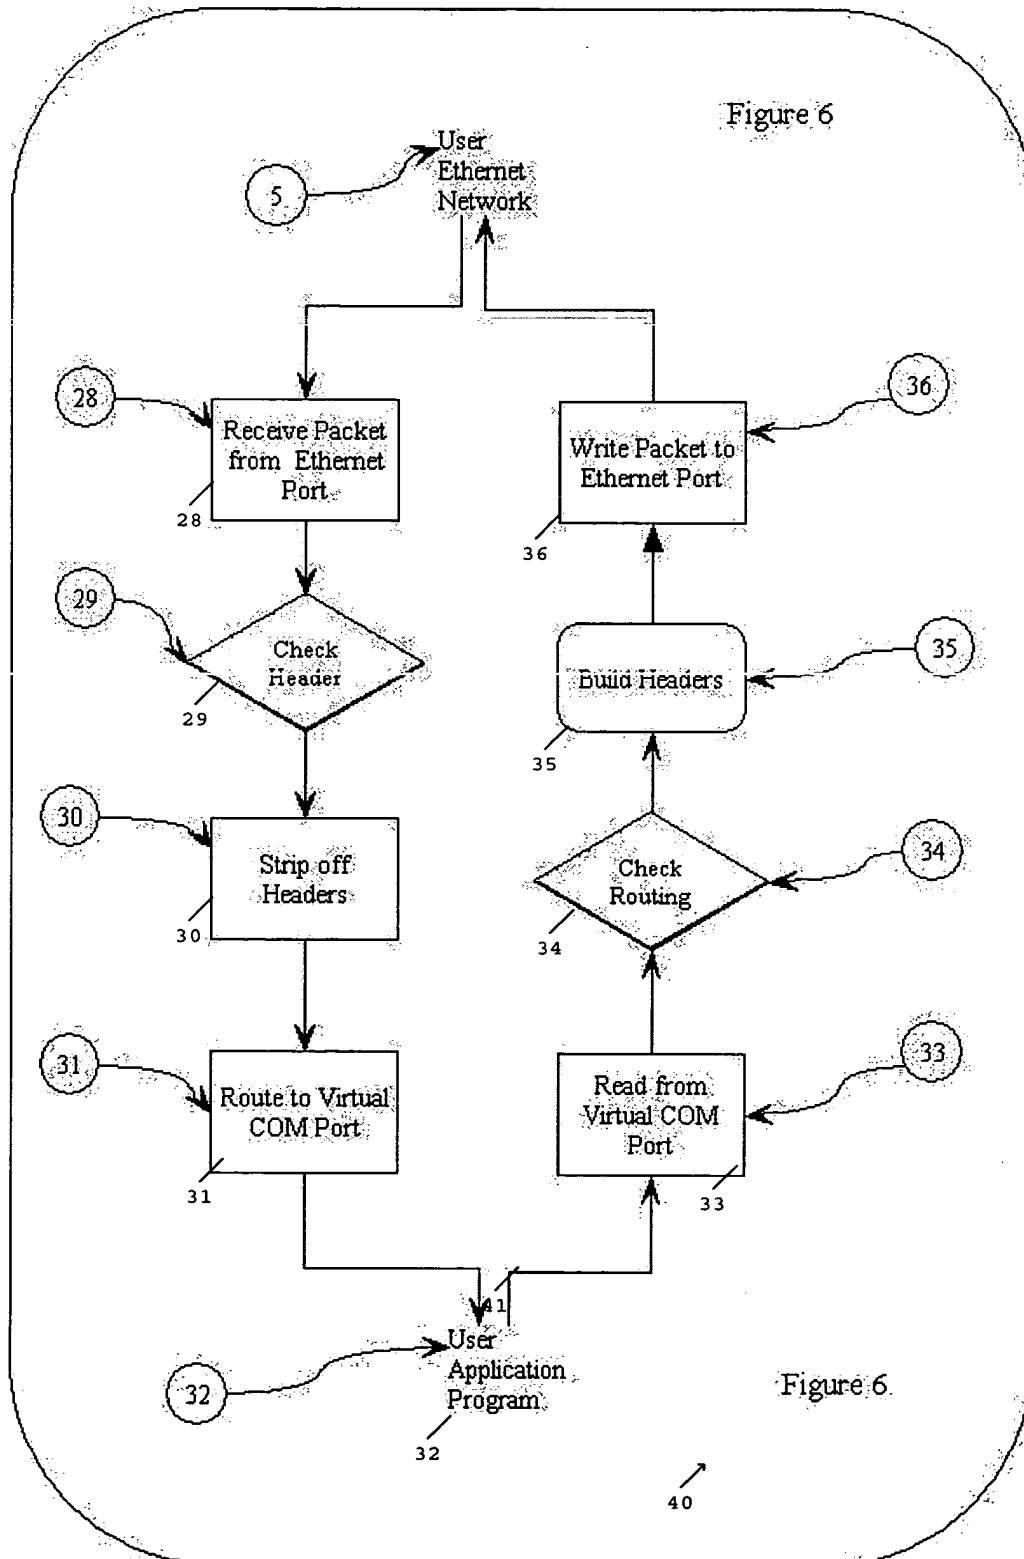 Figure 6
User
Ethernet
Network
5
28
36
Receive Packet
from Ethernet
Port
28
Write Packet to
Ethernet Port
36
29
Check
Header
29
35
Build Headers
35
30
Strip off
Headers
30
34
Check
Routing
34
31
Route to Virtual
COM Port
31
33
Read from
Virtual COM
Port
33
41
User
Application
Program
32
32
Figure 6
40